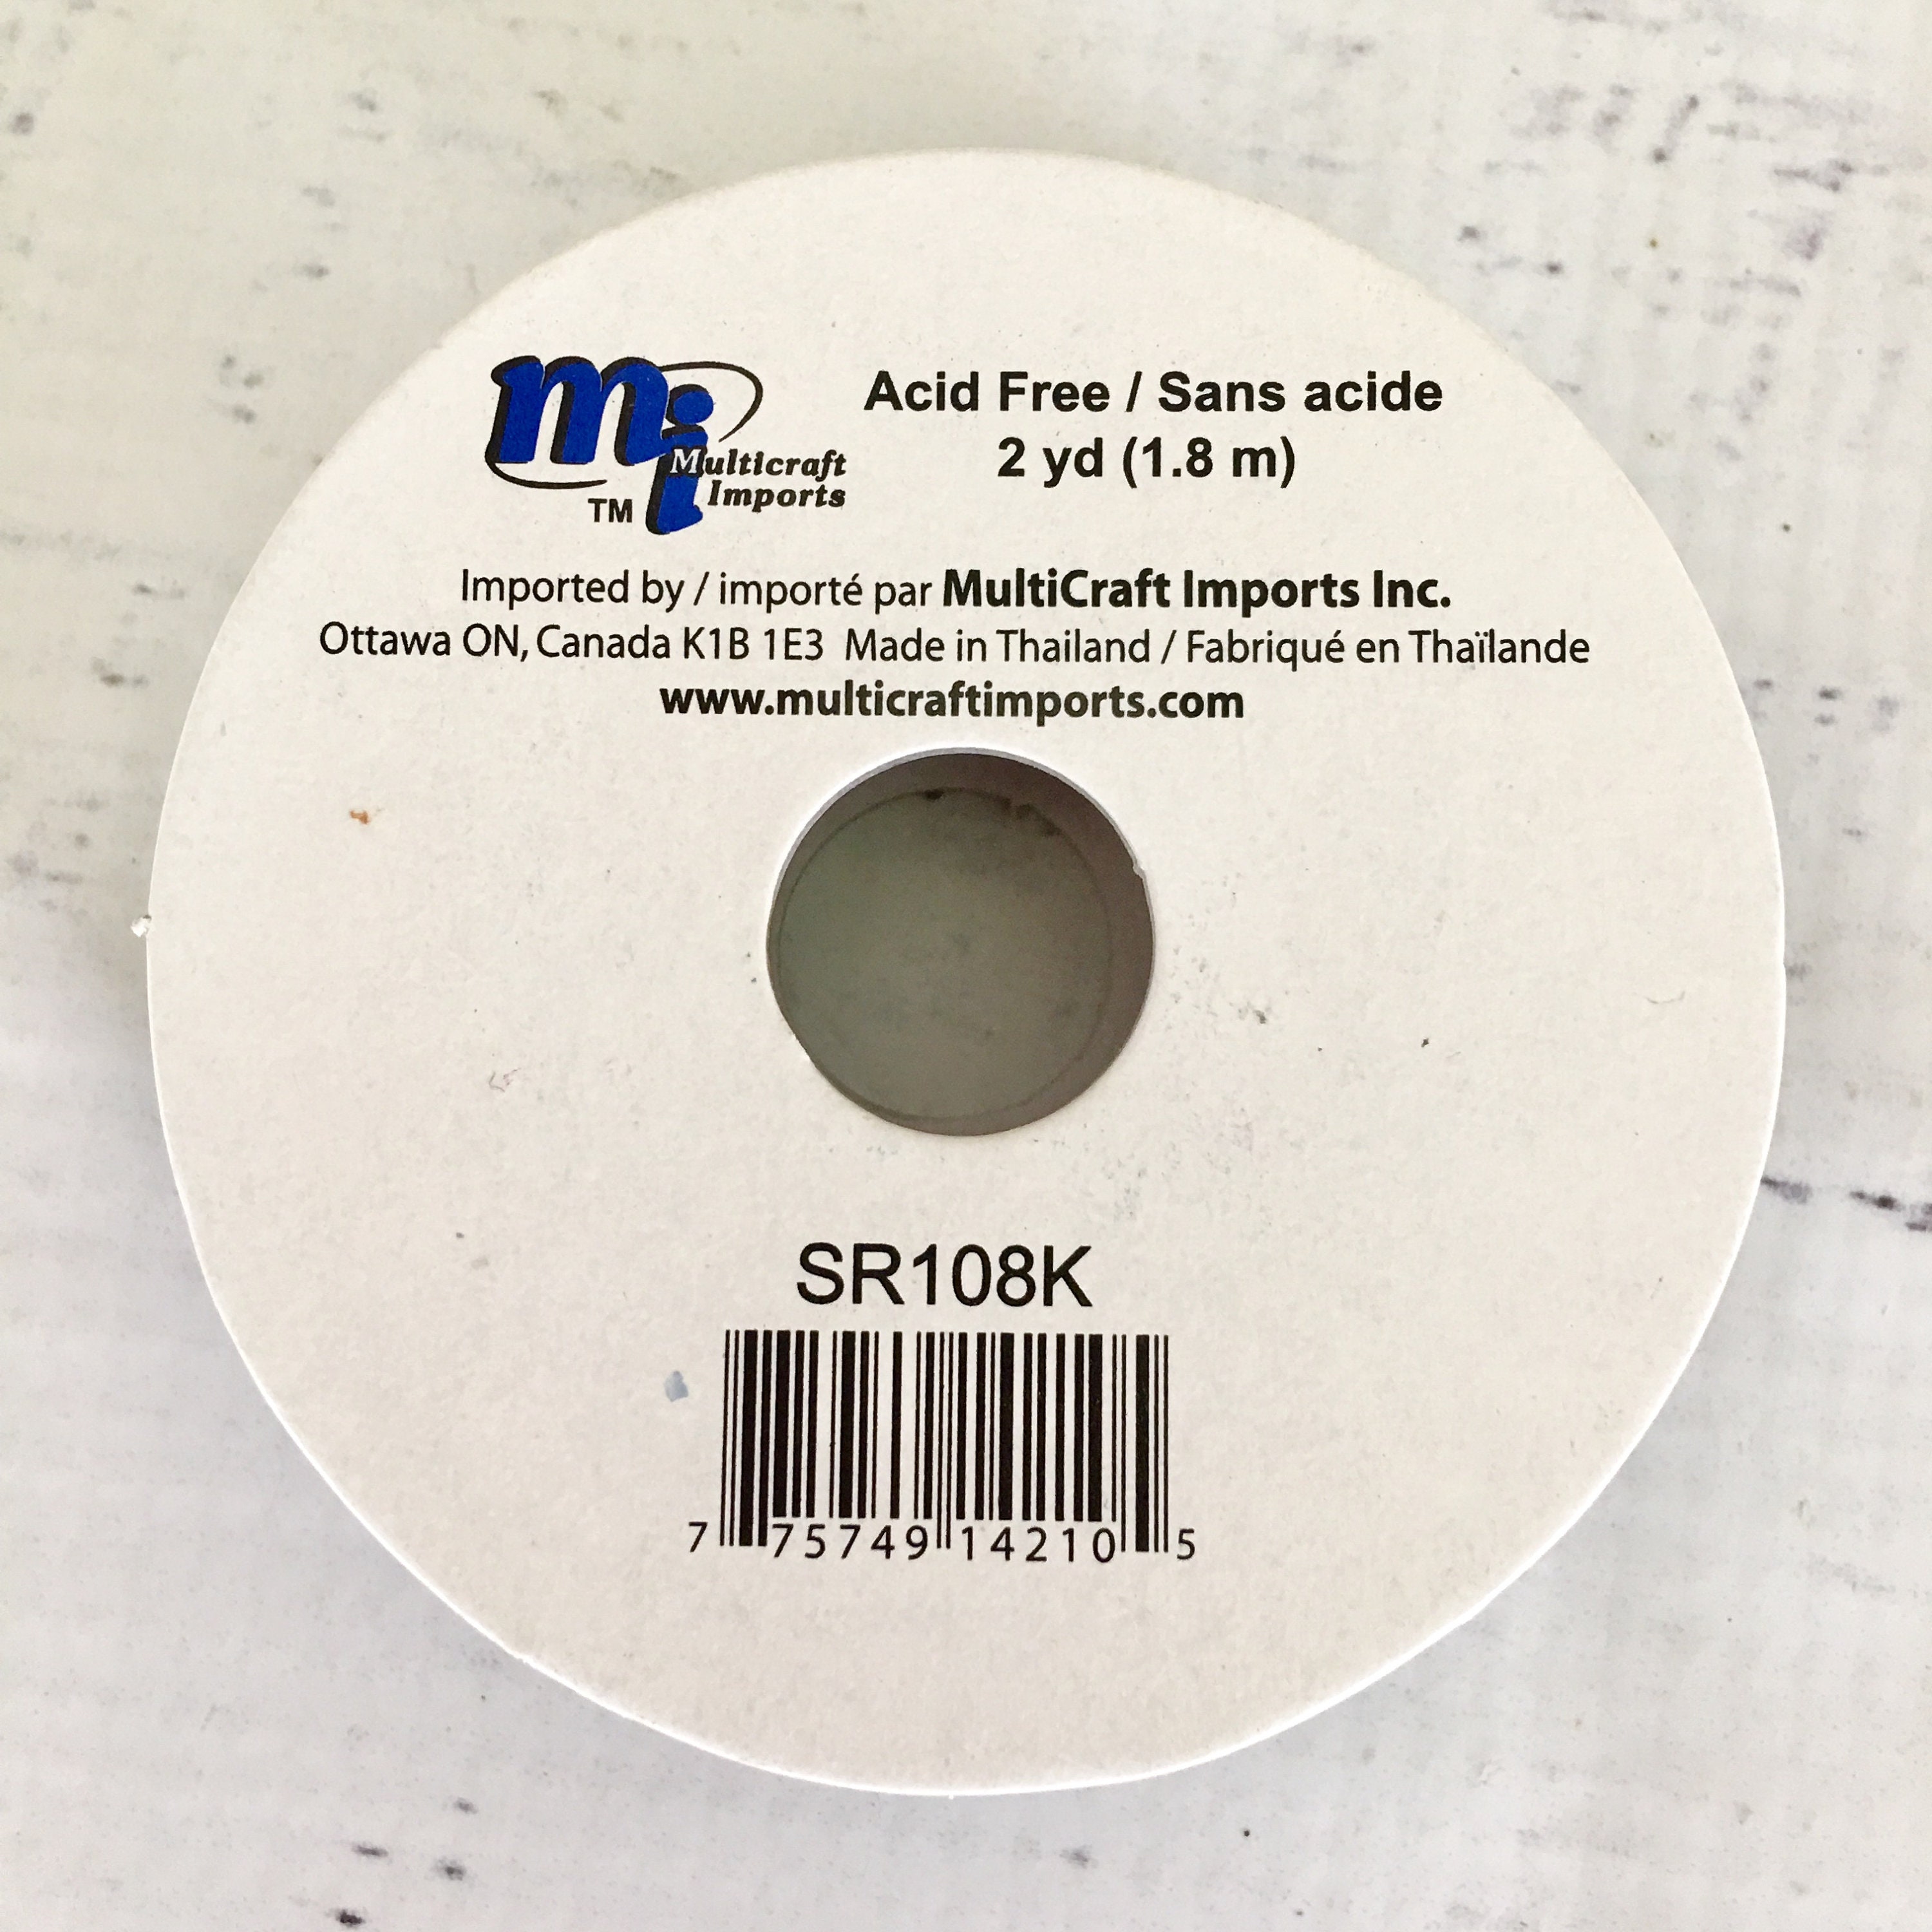 mi
Multicraft
Imports
TM
Acid Free / Sans acide
2 yd (1.8 m)
Imported by / importé par MultiCraft Imports Inc.
Ottawa ON, Canada K1B 1E3 Made in Thailand / Fabriqué en Thaïlande
www.multicraftimports.com
SR108K
7 75749 14210 5